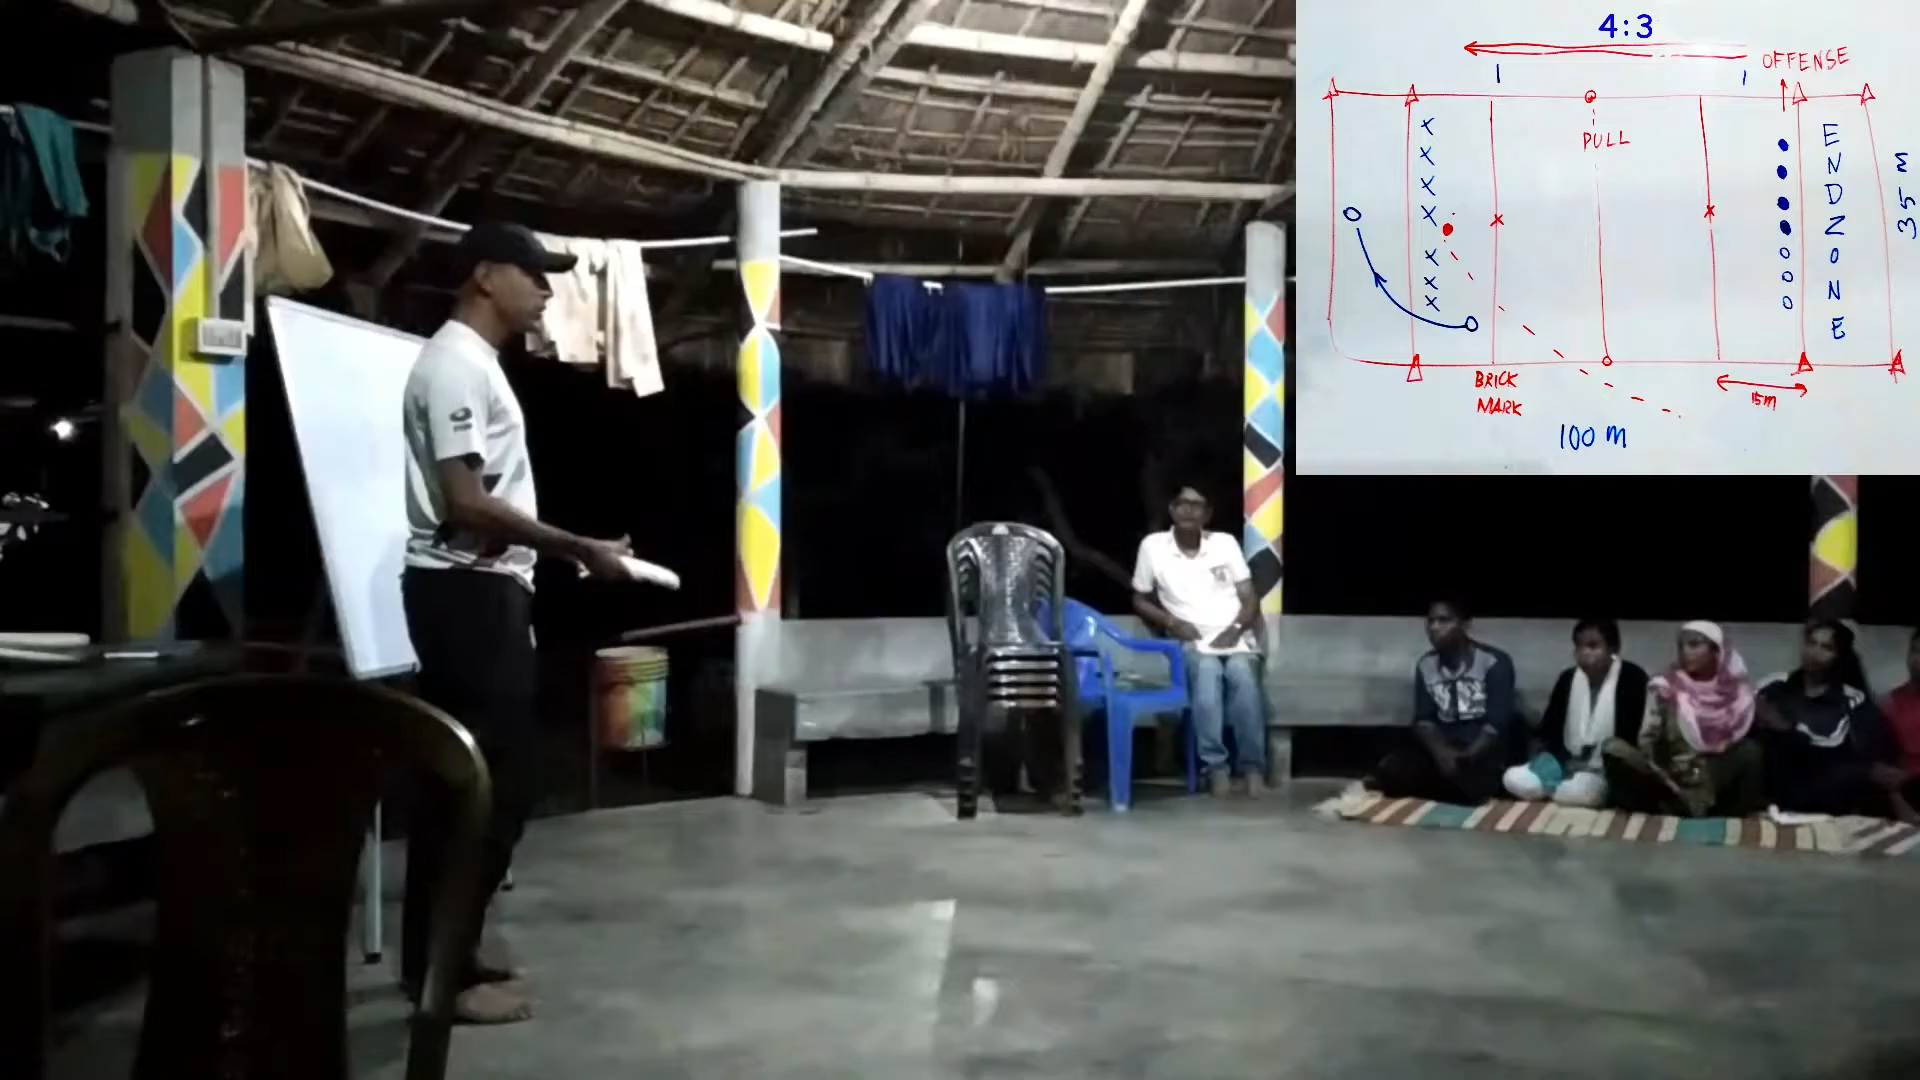 4:3
OFFENSE
PULL
ENDZONE
35 M
BRICK
MARK
15m
100 M